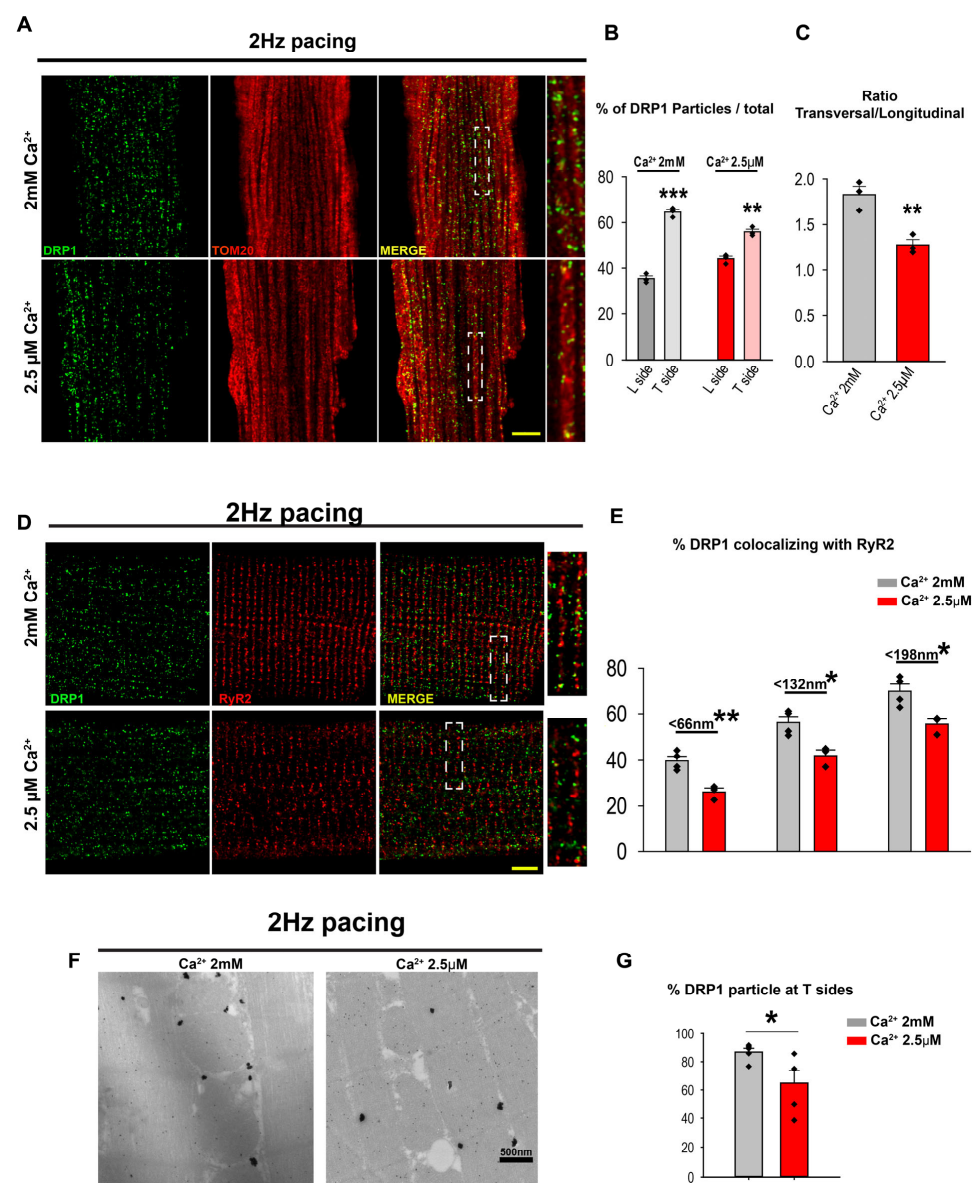 A
2Hz pacing
2mM Ca²⁺
DRP1
TOM20
MERGE
2.5 µM Ca²⁺
B
% of DRP1 Particles / total
Ca²⁺ 2mM
Ca²⁺ 2.5µM
80
60
40
20
0
***
**
L side
T side
L side
T side
C
Ratio
Transversal/Longitudinal
2.0
1.5
1.0
0.5
0.0
**
Ca²⁺ 2mM
Ca²⁺ 2.5µM
D
2Hz pacing
2mM Ca²⁺
DRP1
RyR2
MERGE
2.5 µM Ca²⁺
E
% DRP1 colocalizing with RyR2
Ca²⁺ 2mM
Ca²⁺ 2.5µM
80
60
40
20
0
<66nm**
<132nm*
<198nm*
2Hz pacing
F
Ca²⁺ 2mM
Ca²⁺ 2.5µM
500nm
G
% DRP1 particle at T sides
*
Ca²⁺ 2mM
Ca²⁺ 2.5µM
100
80
60
40
20
0